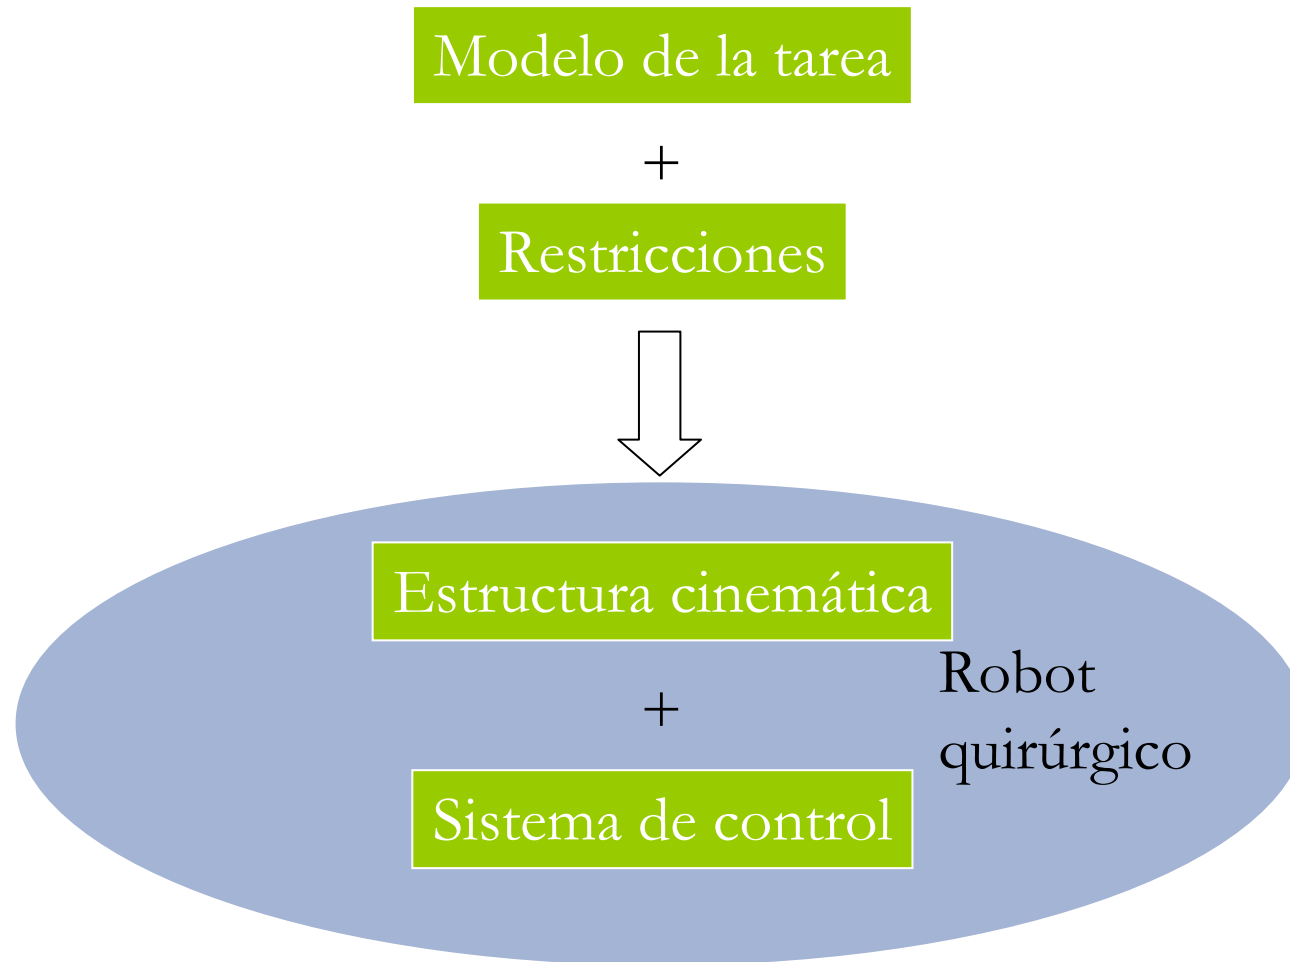 Modelo de la tarea
+
Restricciones
Estructura cinemática
+
Robot
quirúrgico
Sistema de control